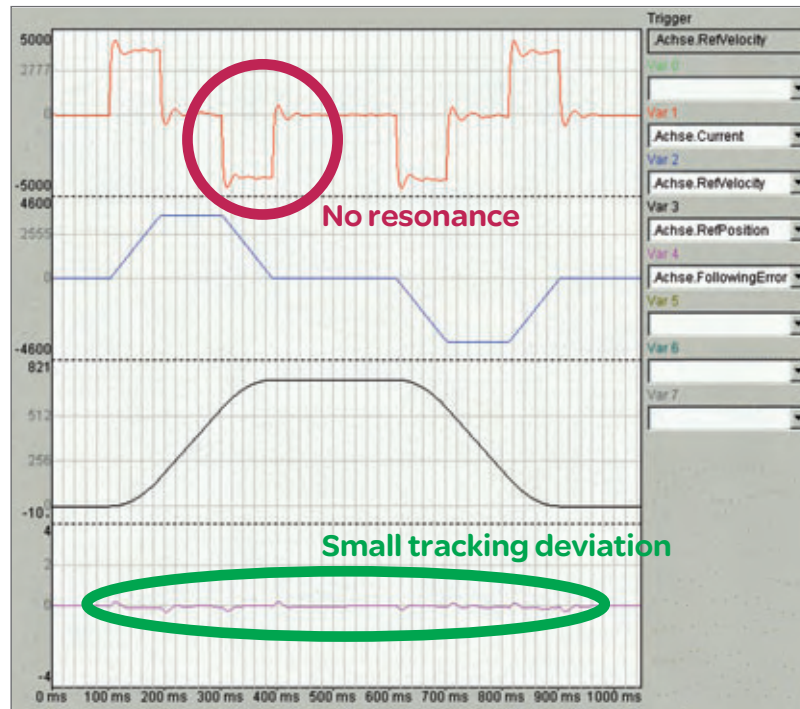 Trigger
.Achse.RefVelocity
Var 0
Var 1
.Achse.Current
Var 2
.Achse.RefVelocity
Var 3
.Achse.RefPosition
Var 4
.Achse.FollowingError
Var 5
Var 6
Var 7
5000
2777
0
-5000
No resonance
4600
2555
0
-4600
821
512
256
0
-10.
Small tracking deviation
4
2
0
-4
0 ms 100 ms 200 ms 300 ms 400 ms 500 ms 600 ms 700 ms 800 ms 900 ms 1000 ms